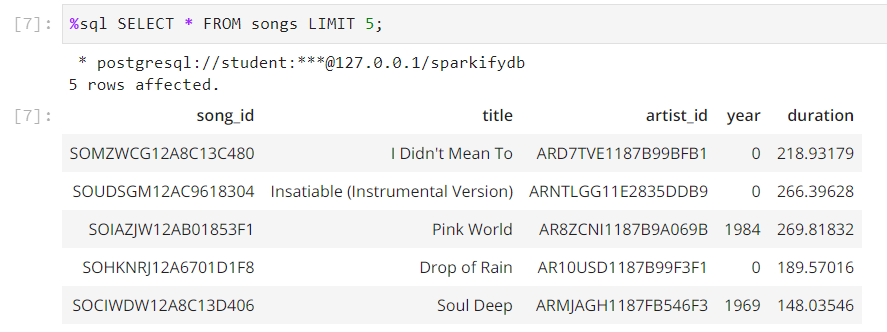 [7]: %sql SELECT * FROM songs LIMIT 5;
* postgresql://student:***@127.0.0.1/sparkifydb
5 rows affected.
[7]: song_id title artist_id year duration
SOMZWCG12A8C13C480 I Didn't Mean To ARD7TVE1187B99BFB1 0 218.93179
SOUDSGM12AC9618304 Insatiable (Instrumental Version) ARNTLGG11E2835DDB9 0 266.39628
SOIAZJW12AB01853F1 Pink World AR8ZCNI1187B9A069B 1984 269.81832
SOHKNRJ12A6701D1F8 Drop of Rain AR10USD1187B99F3F1 0 189.57016
SOCIWDW12A8C13D406 Soul Deep ARMJAGH1187FB546F3 1969 148.03546